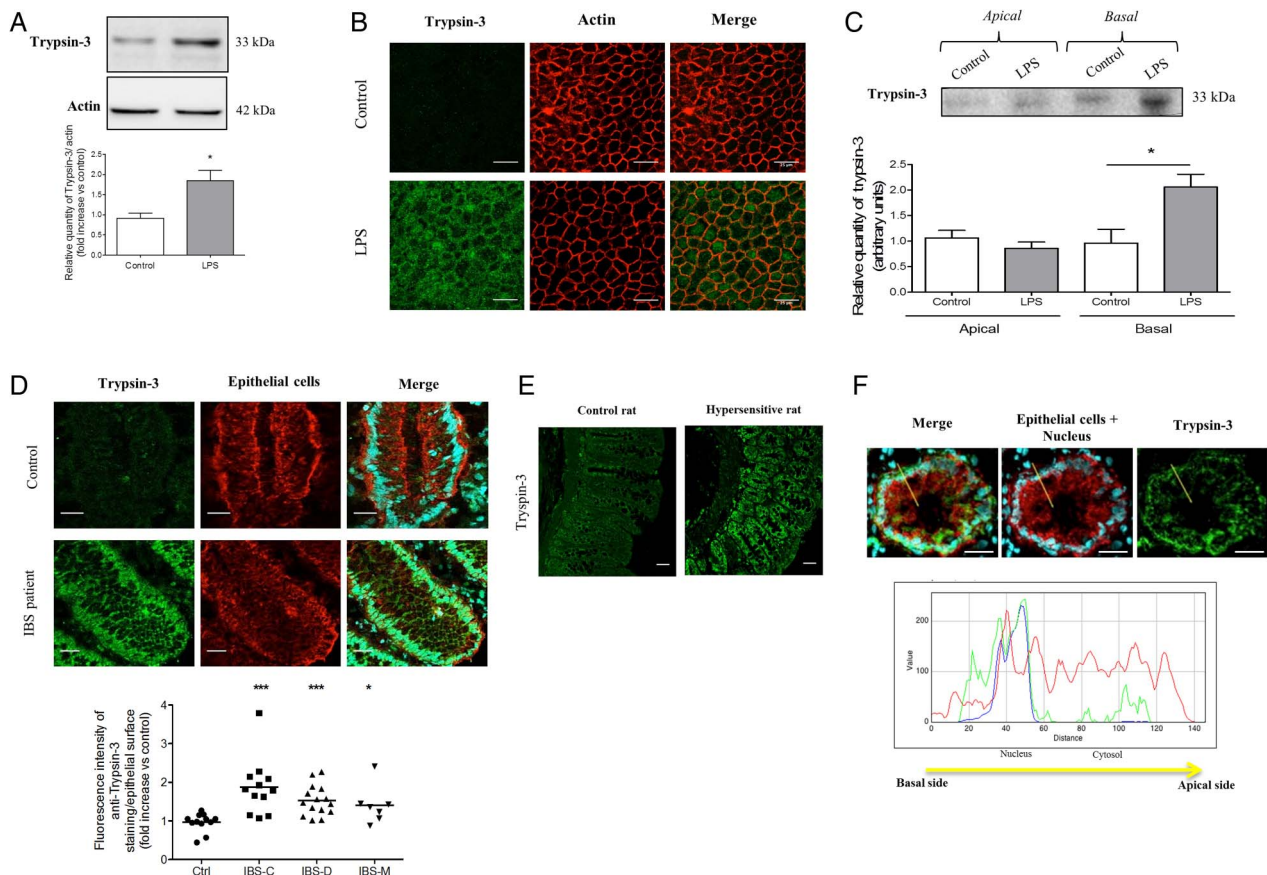 A
Trypsin-3
33 kDa
Actin
42 kDa
Relative quantity of Trypsin-3/ actin
(fold increase vs control)
2.5
2.0
1.5
1.0
0.5
0.0
*
Control
LPS
B
Trypsin-3
Actin
Merge
Control
LPS
C
Apical
Basal
Control
LPS
Control
LPS
Trypsin-3
33 kDa
Relative quantity of trypsin-3
(arbitrary units)
2.5
2.0
1.5
1.0
0.5
0.0
*
Control
LPS
Control
LPS
Apical
Basal
D
Trypsin-3
Epithelial cells
Merge
Control
IBS patient
Fluorescence intensity of
anti-Trypsin-3
staining/epithelial surface
(fold increase vs control)
4
3
2
1
0
***
***
*
Ctrl
IBS-C
IBS-D
IBS-M
E
Control rat
Hypersensitive rat
Tryspin-3
F
Merge
Epithelial cells +
Nucleus
Trypsin-3
Value
200
100
0
0
20
40
60
80
100
120
140
Distance
Nucleus
Cytosol
Basal side
Apical side